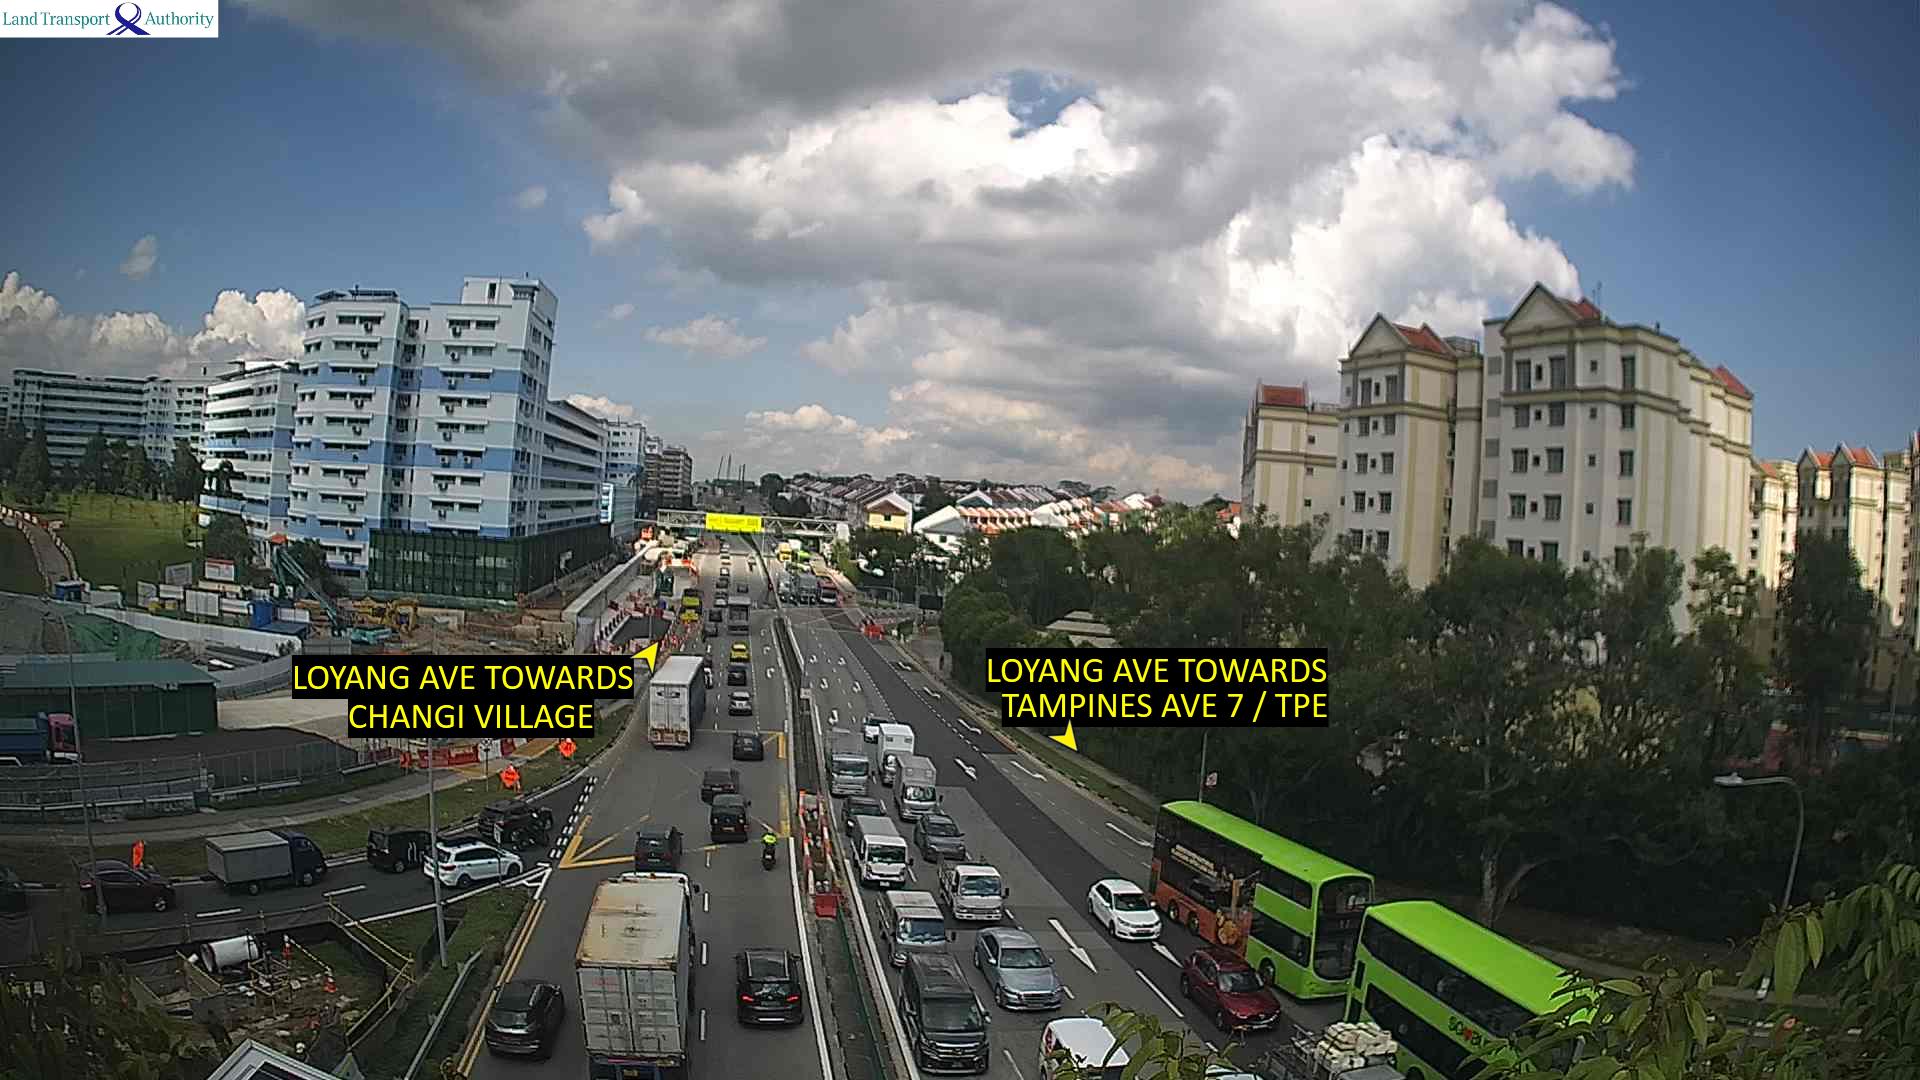 Land Transport Authority
LOYANG AVE TOWARDS
CHANGI VILLAGE
LOYANG AVE TOWARDS
TAMPINES AVE 7 / TPE